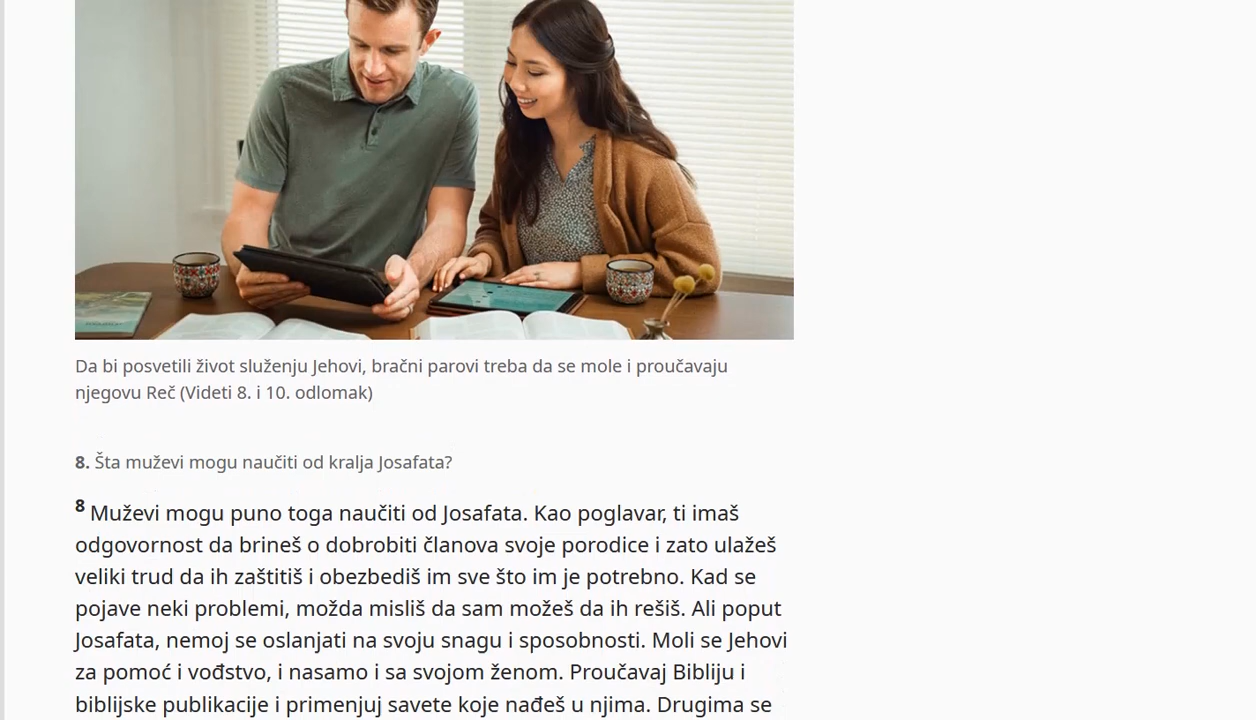 Da bi posvetili život služenju Jehovi, bračni parovi treba da se mole i proučavaju
njegovu Reč (Videti 8. i 10. odlomak)
8. Šta muževi mogu naučiti od kralja Josafata?
8 Muževi mogu puno toga naučiti od Josafata. Kao poglavar, ti imaš
odgovornost da brineš o dobrobiti članova svoje porodice i zato ulažeš
veliki trud da ih zaštitiš i obezbediš im sve što im je potrebno. Kad se
pojave neki problemi, možda misliš da sam možeš da ih rešiš. Ali poput
Josafata, nemoj se oslanjati na svoju snagu i sposobnosti. Moli se Jehovi
za pomoć i vođstvo, i nasamo i sa svojom ženom. Proučavaj Bibliju i
biblijske publikacije i primenjuj savete koje nađeš u njima. Drugima se